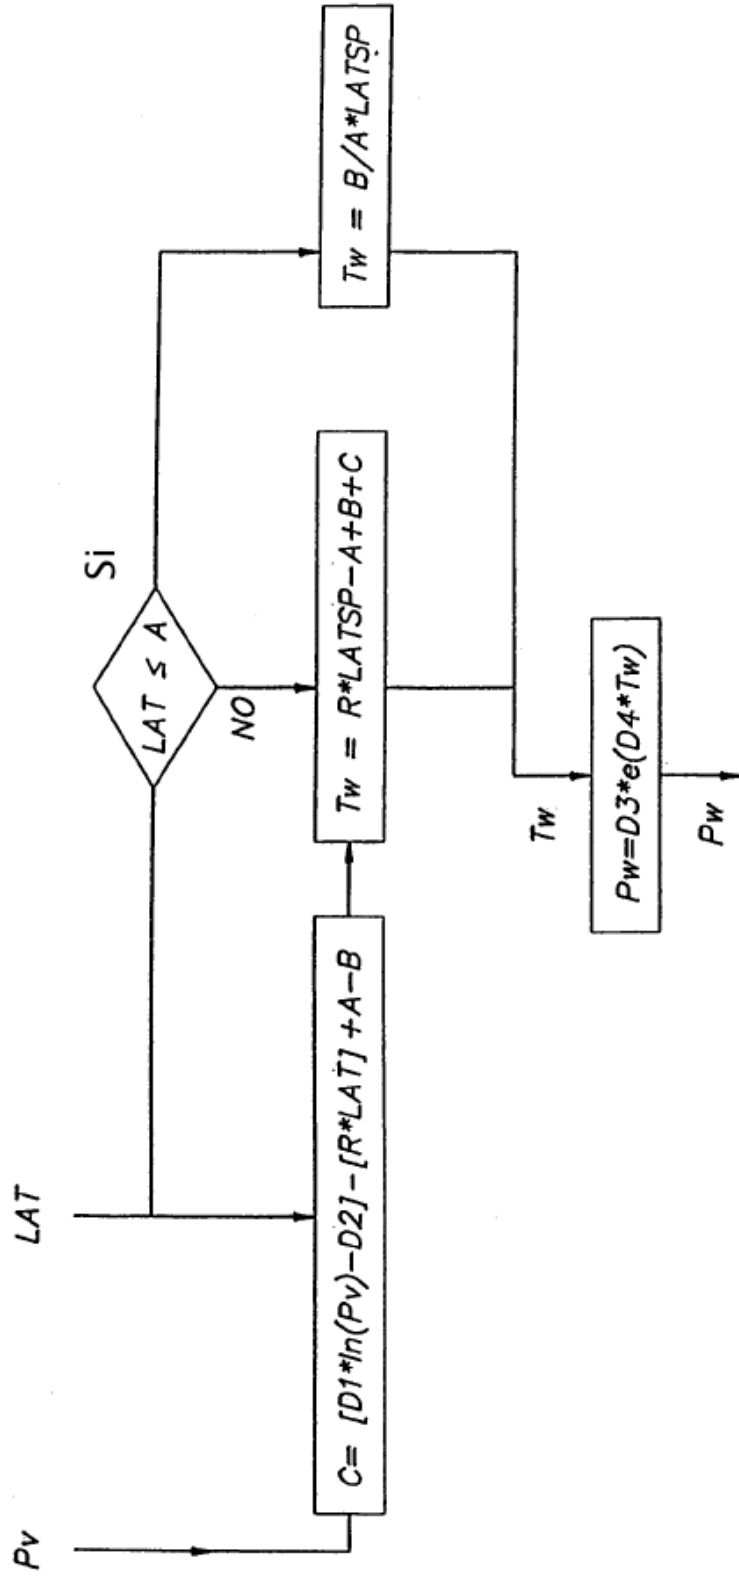 Pv
LAT
C= [D1*ln(Pv)-D2]-[R*LAT]+A-B
LAT ≤ A
Si
NO
Tw = R*LATSP-A+B+C
Tw = B/A*LATSP
Tw
Pw=D3*e(D4*Tw)
Pw